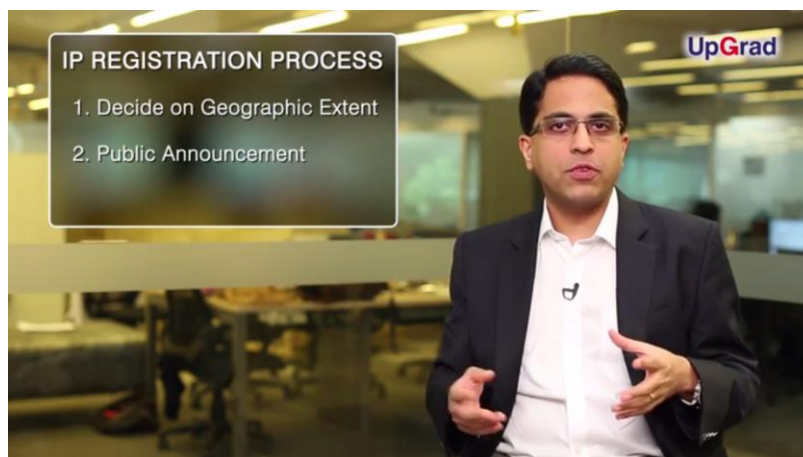 IP REGISTRATION PROCESS
1. Decide on Geographic Extent
2. Public Announcement
UpGrad